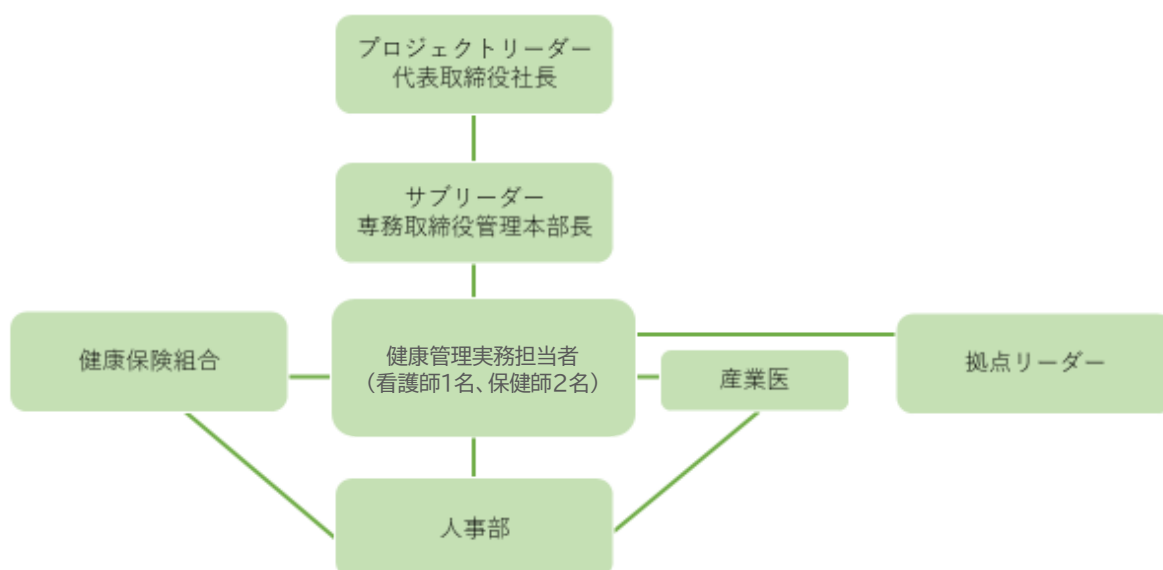 プロジェクトリーダー
代表取締役社長
サブリーダー
専務取締役管理本部長
健康保険組合
健康管理実務担当者
（看護師1名、保健師2名）
産業医
拠点リーダー
人事部